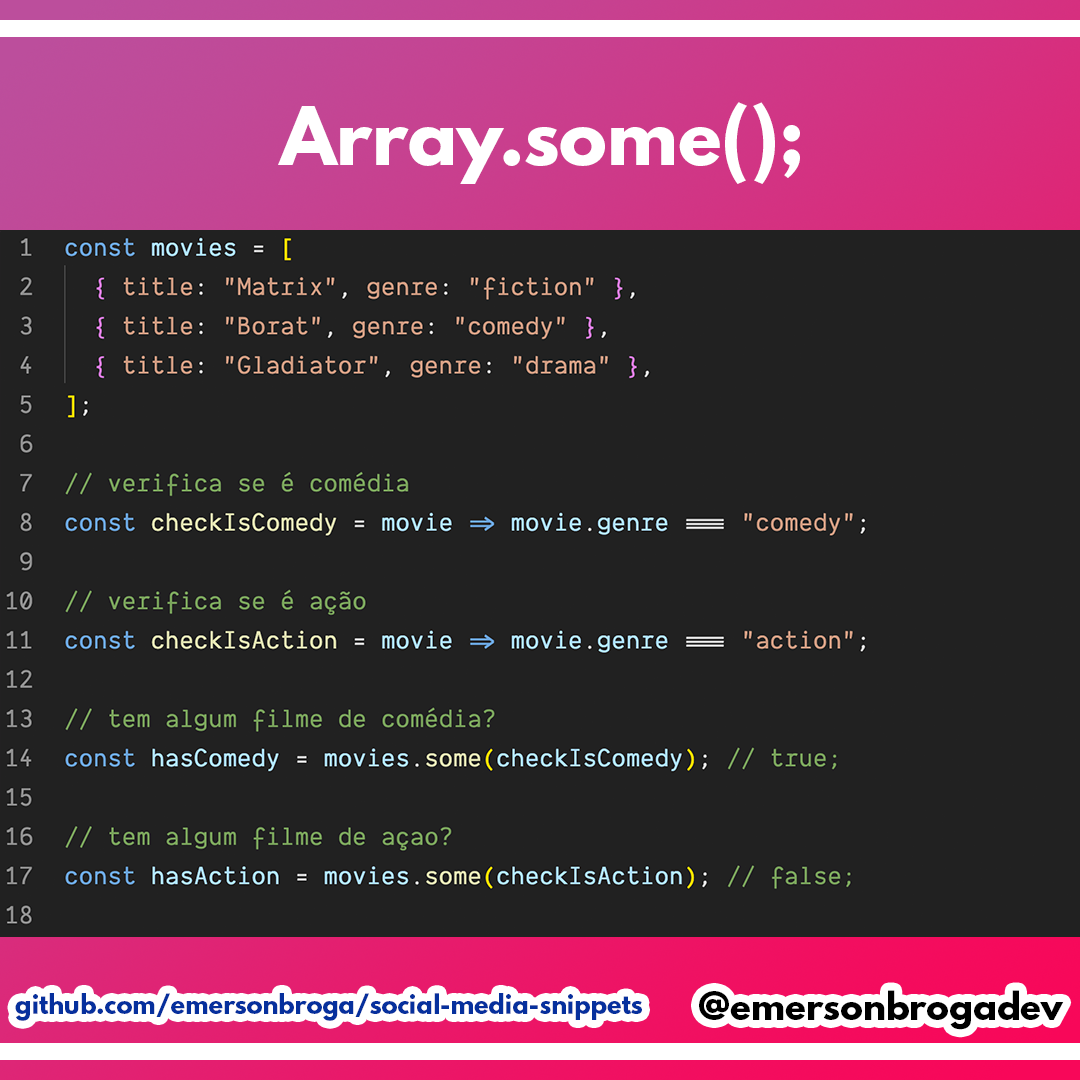 Array.some();
1 const movies = [
2 { title: "Matrix", genre: "fiction" },
3 { title: "Borat", genre: "comedy" },
4 { title: "Gladiator", genre: "drama" },
5 ];
6
7 // verifica se é comédia
8 const checkIsComedy = movie => movie.genre === "comedy";
9
10 // verifica se é ação
11 const checkIsAction = movie => movie.genre === "action";
12
13 // tem algum filme de comédia?
14 const hasComedy = movies.some(checkIsComedy); // true;
15
16 // tem algum filme de açao?
17 const hasAction = movies.some(checkIsAction); // false;
18
github.com/emersonbroga/social-media-snippets
@emersonbrogadev